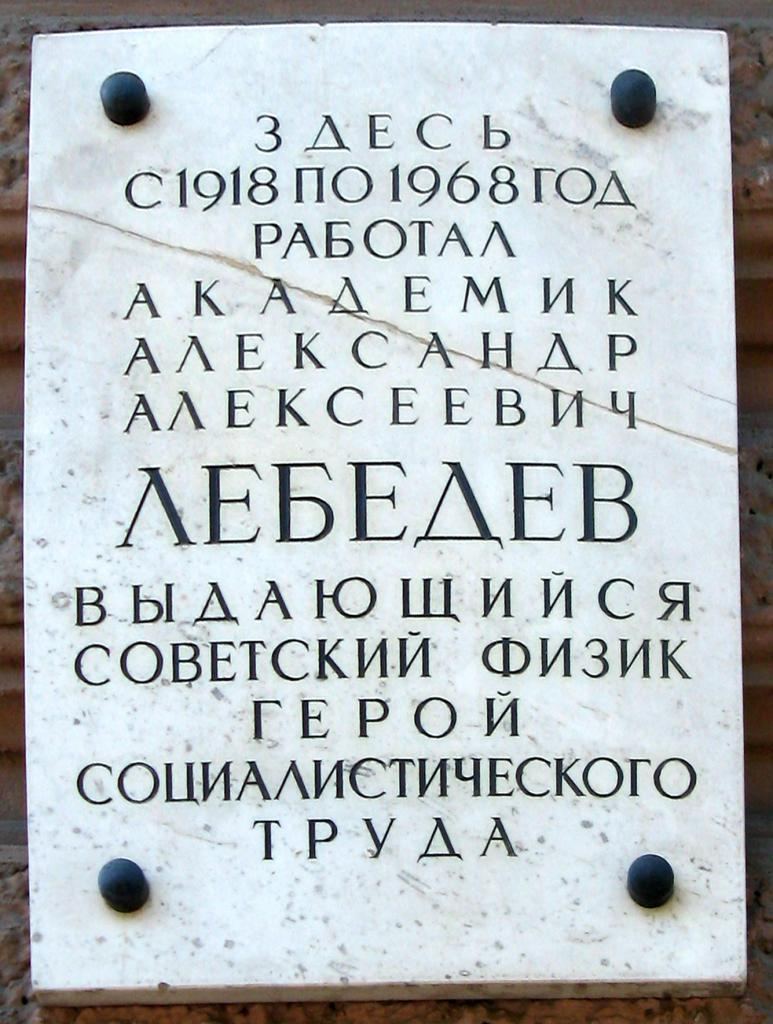 ЗДЕСЬ
С 1918 ПО 1968 ГОД
РАБОТАЛ
АКАДЕМИК
АЛЕКСАНДР
АЛЕКСЕЕВИЧ
ЛЕБЕДЕВ
ВЫДАЮЩИЙСЯ
СОВЕТСКИЙ ФИЗИК
ГЕРОЙ
СОЦИАЛИСТИЧЕСКОГО
ТРУДА